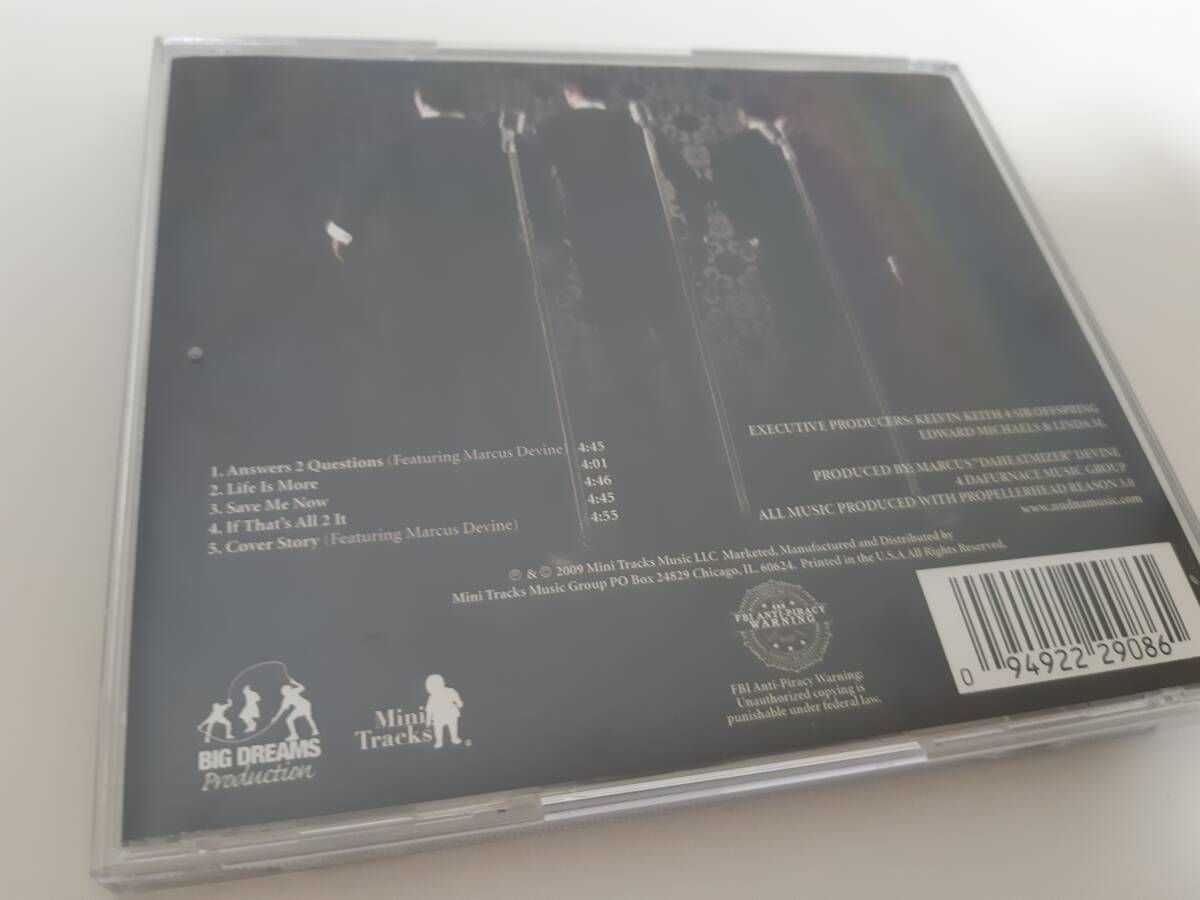 1. Answers 2 Questions (Featuring Marcus Devine) 4:45
2. Life Is More 4:01
3. Save Me Now 4:46
4. If That's All 2 It 4:45
5. Cover Story (Featuring Marcus Devine) 4:55
EXECUTIVE PRODUCERS: KELVIN KEITH 4 SIB OFFSPRING
EDWARD MICHAELS & LINDA M.
PRODUCED BY: MARCUS "DAHEATMIZER" DEVINE
4 DAFURNACE MUSIC GROUP
ALL MUSIC PRODUCED WITH PROPELLERHEAD REASON 3.0
www.nudnamusic.com
℗ & © 2009 Mini Tracks Music LLC Marketed, Manufactured and Distributed by
Mini Tracks Music Group PO Box 24829 Chicago, IL. 60624. Printed in the U.S.A All Rights Reserved.
FBI ANTI-PIRACY
WARNING
FBI Anti-Piracy Warning:
Unauthorized copying is
punishable under federal law.
0 94922 29086
BIG DREAMS
Production
Mini
Tracks